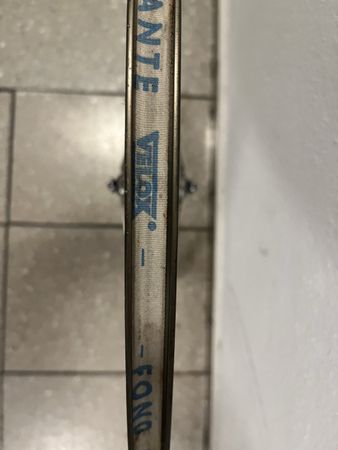 ANTE VELOX® - - FOND